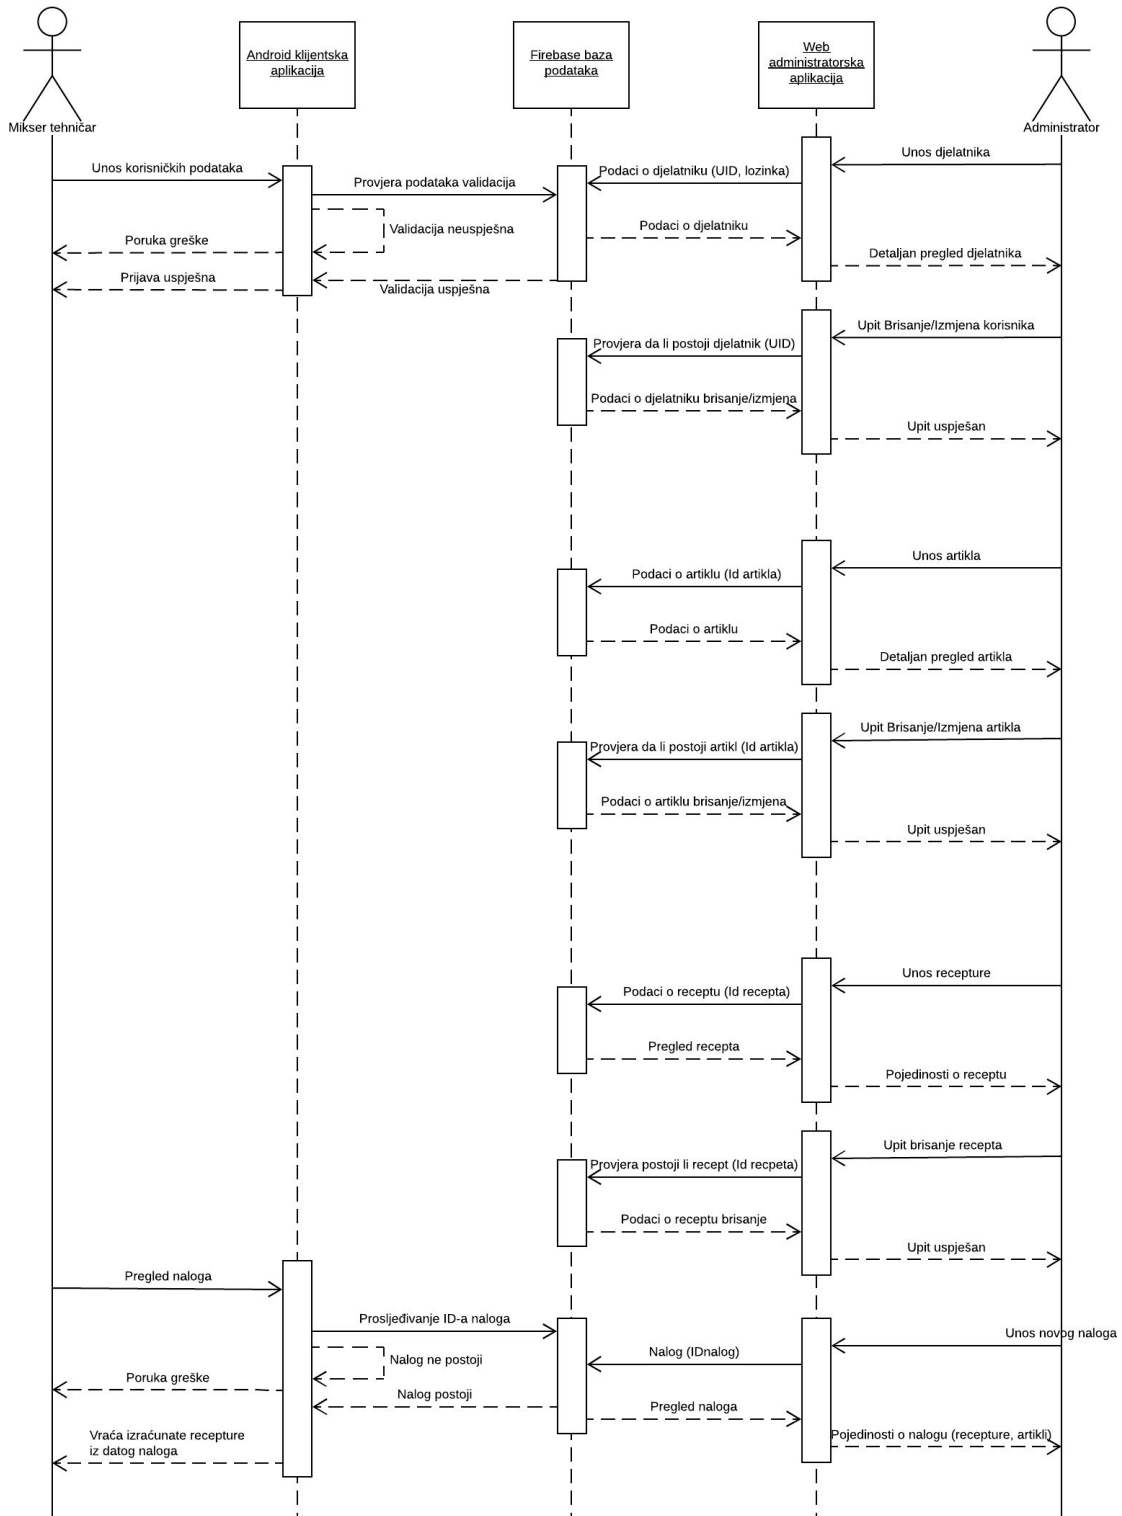 Android klijentska
aplikacija
Firebase baza
podataka
Web
administratorska
aplikacija
Mikser tehničar
Administrator
Unos djelatnika
Unos korisničkih podataka
Podaci o djelatniku (UID, lozinka)
Provjera podataka validacija
Podaci o djelatniku
Validacija neuspješna
Poruka greške
Detaljan pregled djelatnika
Prijava uspješna
Validacija uspješna
Upit Brisanje/Izmjena korisnika
Provjera da li postoji djelatnik (UID)
Podaci o djelatniku brisanje/izmjena
Upit uspješan
Unos artikla
Podaci o artiklu (Id artikla)
Podaci o artiklu
Detaljan pregled artikla
Upit Brisanje/Izmjena artikla
Provjera da li postoji artikl (Id artikla)
Podaci o artiklu brisanje/izmjena
Upit uspješan
Unos recepture
Podaci o receptu (Id recepta)
Pregled recepta
Pojedinosti o receptu
Upit brisanje recepta
Provjera postoji li recept (Id recpeta)
Podaci o receptu brisanje
Upit uspješan
Pregled naloga
Prosljeđivanje ID-a naloga
Unos novog naloga
Nalog (IDnalog)
Nalog ne postoji
Poruka greške
Nalog postoji
Pregled naloga
Pojedinosti o nalogu (recepture, artikli)
Vraća izraćunate recepture
iz datog naloga